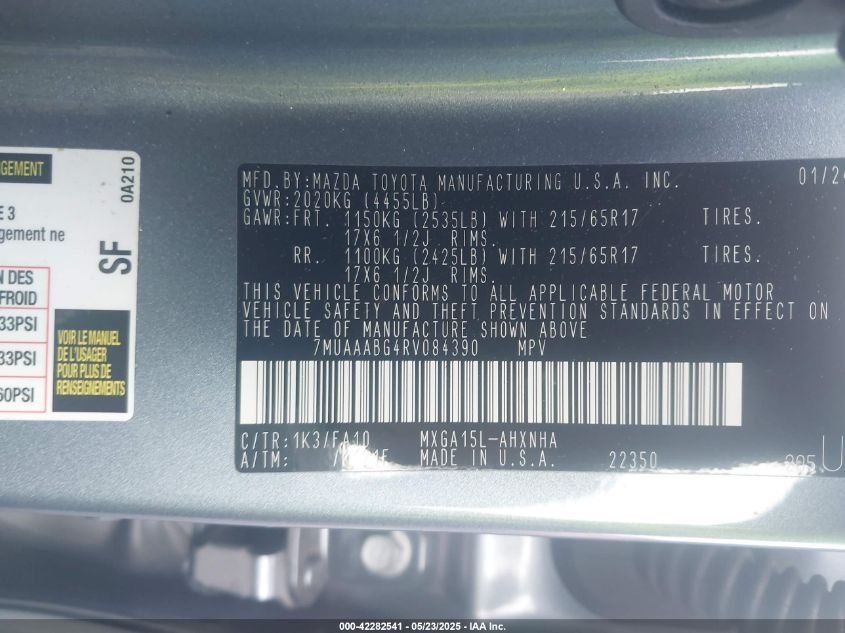 NGEMENT
0A210
E 3
gement ne
SF
N DES
FROID
33PSI
33PSI
60PSI
VOIR LE MANUEL
DE L'USAGER
POUR PLUS DE
RENSEIGNEMENTS
MFD.BY:MAZDA TOYOTA MANUFACTURING U.S.A. INC. 01/24
GVWR:2020KG (4455LB)
GAWR:FRT. 1150KG (2535LB) WITH 215/65R17 TIRES.
17X6 1/2J RIMS.
RR. 1100KG (2425LB) WITH 215/65R17 TIRES.
17X6 1/2J RIMS.
THIS VEHICLE CONFORMS TO ALL APPLICABLE FEDERAL MOTOR
VEHICLE SAFETY AND THEFT PREVENTION STANDARDS IN EFFECT ON
THE DATE OF MANUFACTURE SHOWN ABOVE
7MUAAABG4RV084390 MPV
C/TR:1K3/FA10 MXGA15L-AHXNHA
A/TM: MADE IN U.S.A. 22350 U
000-42282541 - 05/23/2025 - IAA Inc.